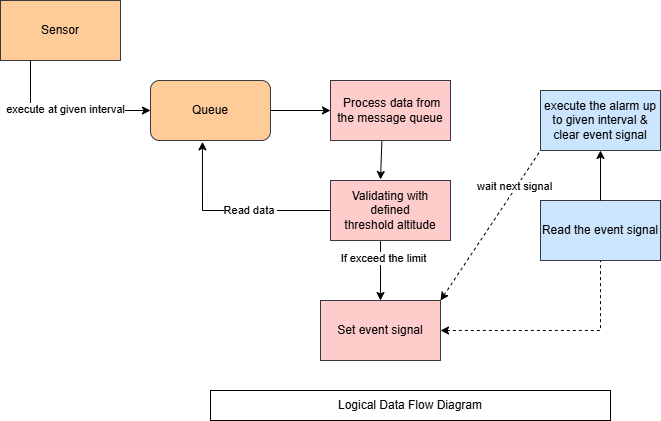 Sensor
execute at given interval
Queue
Process data from
the message queue
execute the alarm up
to given interval &
clear event signal
wait next signal
Validating with
defined
threshold altitude
Read data
Read the event signal
If exceed the limit
Set event signal
Logical Data Flow Diagram